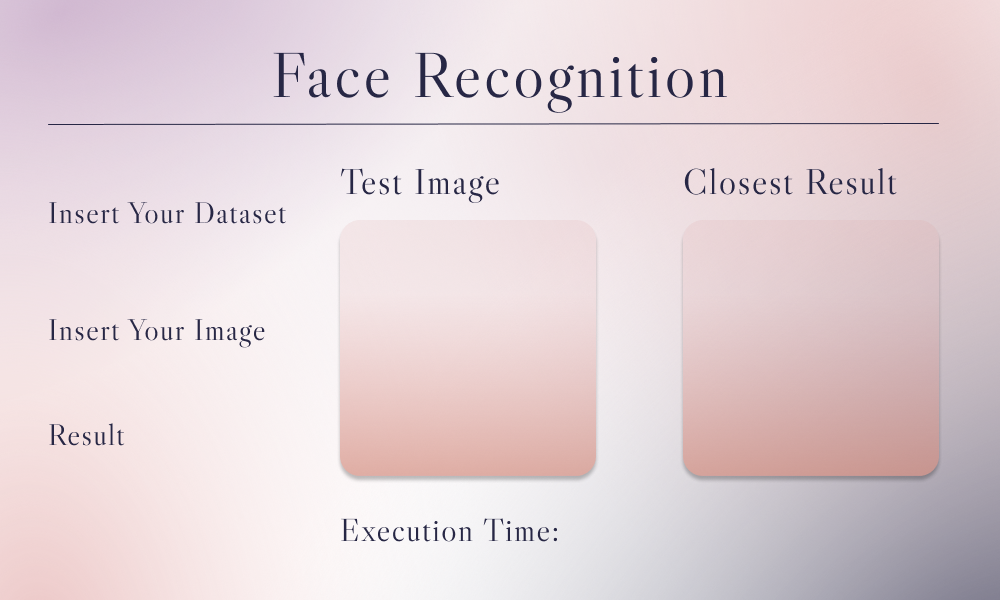 Face Recognition
Insert Your Dataset
Insert Your Image
Result
Test Image
Closest Result
Execution Time: